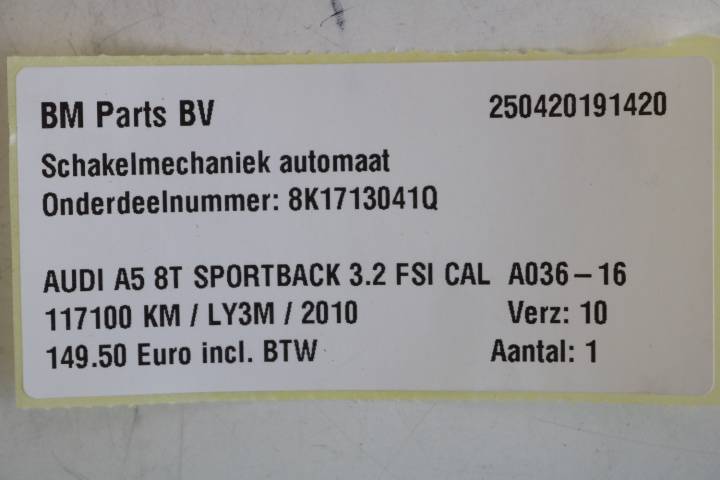 BM Parts BV 250420191420
Schakelmechaniek automaat
Onderdeelnummer: 8K1713041Q
AUDI A5 8T SPORTBACK 3.2 FSI CAL A036-16
117100 KM / LY3M / 2010 Verz: 10
149.50 Euro incl. BTW Aantal: 1